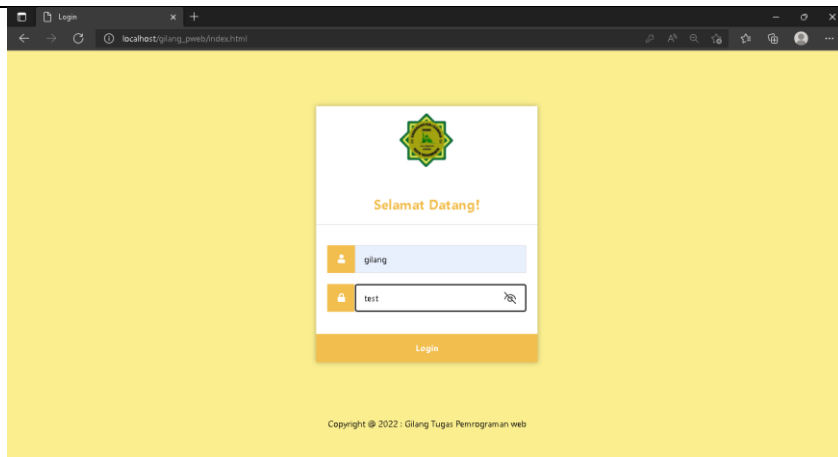 Login
localhost/gilang_pweb/index.html
Selamat Datang!
gilang
test
Login
Copyright @ 2022 : Gilang Tugas Pemrograman web